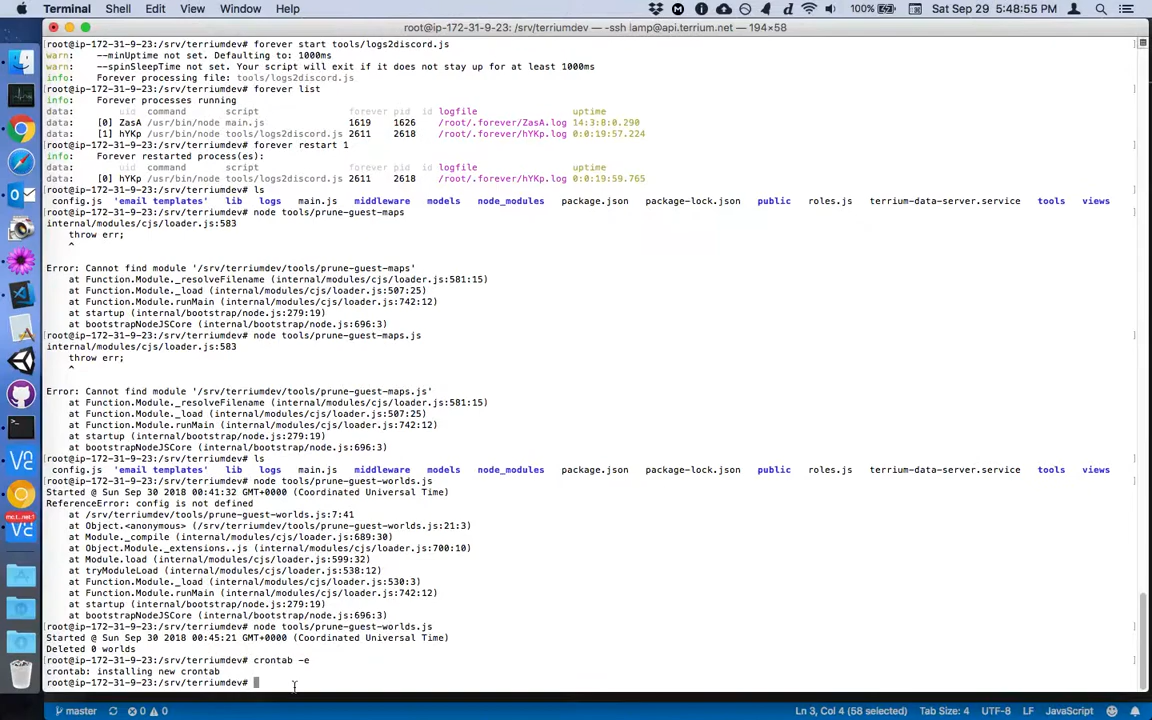 Terminal Shell Edit View Window Help 100% Sat Sep 29 5:48:55 PM
terriumdev — -ssh lamp@api.terrium.net — 194×58
[root@ip-172-31-9-23:/srv/terriumdev# forever start tools/logs2discord.js
warn: --minUptime not set. Defaulting to: 1000ms
warn: --spinSleepTime not set. Your script will exit if it does not stay up for at least 1000ms
info: Forever processing file: tools/logs2discord.js
[root@ip-172-31-9-23:/srv/terriumdev# forever list
info: Forever processes running
data: uid command script forever pid id logfile uptime
data: [0] ZasA /usr/bin/node main.js 1619 1626 /root/.forever/ZasA.log 14:3:8:0.290
data: [1] hYKp /usr/bin/node tools/logs2discord.js 2611 2618 /root/.forever/hYKp.log 0:0:19:57.224
[root@ip-172-31-9-23:/srv/terriumdev# forever restart 1
info: Forever restarted process(es):
data: uid command script forever pid id logfile uptime
data: [0] hYKp /usr/bin/node tools/logs2discord.js 2611 2618 /root/.forever/hYKp.log 0:0:19:59.765
[root@ip-172-31-9-23:/srv/terriumdev# ls
config.js 'email templates' lib logs main.js middleware models node_modules package.json package-lock.json public roles.js terrium-data-server.service tools views
[root@ip-172-31-9-23:/srv/terriumdev# node tools/prune-guest-maps
internal/modules/cjs/loader.js:583
throw err;
^
Error: Cannot find module '/srv/terriumdev/tools/prune-guest-maps'
at Function.Module._resolveFilename (internal/modules/cjs/loader.js:581:15)
at Function.Module._load (internal/modules/cjs/loader.js:507:25)
at Function.Module.runMain (internal/modules/cjs/loader.js:742:12)
at startup (internal/bootstrap/node.js:279:19)
at bootstrapNodeJSCore (internal/bootstrap/node.js:696:3)
[root@ip-172-31-9-23:/srv/terriumdev# node tools/prune-guest-maps.js
internal/modules/cjs/loader.js:583
throw err;
^
Error: Cannot find module '/srv/terriumdev/tools/prune-guest-maps.js'
at Function.Module._resolveFilename (internal/modules/cjs/loader.js:581:15)
at Function.Module._load (internal/modules/cjs/loader.js:507:25)
at Function.Module.runMain (internal/modules/cjs/loader.js:742:12)
at startup (internal/bootstrap/node.js:279:19)
at bootstrapNodeJSCore (internal/bootstrap/node.js:696:3)
[root@ip-172-31-9-23:/srv/terriumdev# ls
config.js 'email templates' lib logs main.js middleware models node_modules package.json package-lock.json public roles.js terrium-data-server.service tools views
[root@ip-172-31-9-23:/srv/terriumdev# node tools/prune-guest-worlds.js
Started @ Sun Sep 30 2018 00:41:32 GMT+0000 (Coordinated Universal Time)
ReferenceError: config is not defined
at /srv/terriumdev/tools/prune-guest-worlds.js:7:41
at Object.<anonymous> (/srv/terriumdev/tools/prune-guest-worlds.js:21:3)
at Module._compile (internal/modules/cjs/loader.js:689:30)
at Object.Module._extensions..js (internal/modules/cjs/loader.js:700:10)
at Module.load (internal/modules/cjs/loader.js:599:32)
at tryModuleLoad (internal/modules/cjs/loader.js:538:12)
at Function.Module._load (internal/modules/cjs/loader.js:530:3)
at Function.Module.runMain (internal/modules/cjs/loader.js:742:12)
at startup (internal/bootstrap/node.js:279:19)
at bootstrapNodeJSCore (internal/bootstrap/node.js:696:3)
[root@ip-172-31-9-23:/srv/terriumdev# node tools/prune-guest-worlds.js
Started @ Sun Sep 30 2018 00:45:21 GMT+0000 (Coordinated Universal Time)
Deleted 0 worlds
[root@ip-172-31-9-23:/srv/terriumdev# crontab -e
crontab: installing new crontab
root@ip-172-31-9-23:/srv/terriumdev#
master 0 0 Ln 3, Col 4 (58 selected) Tab Size: 4 UTF-8 LF JavaScript